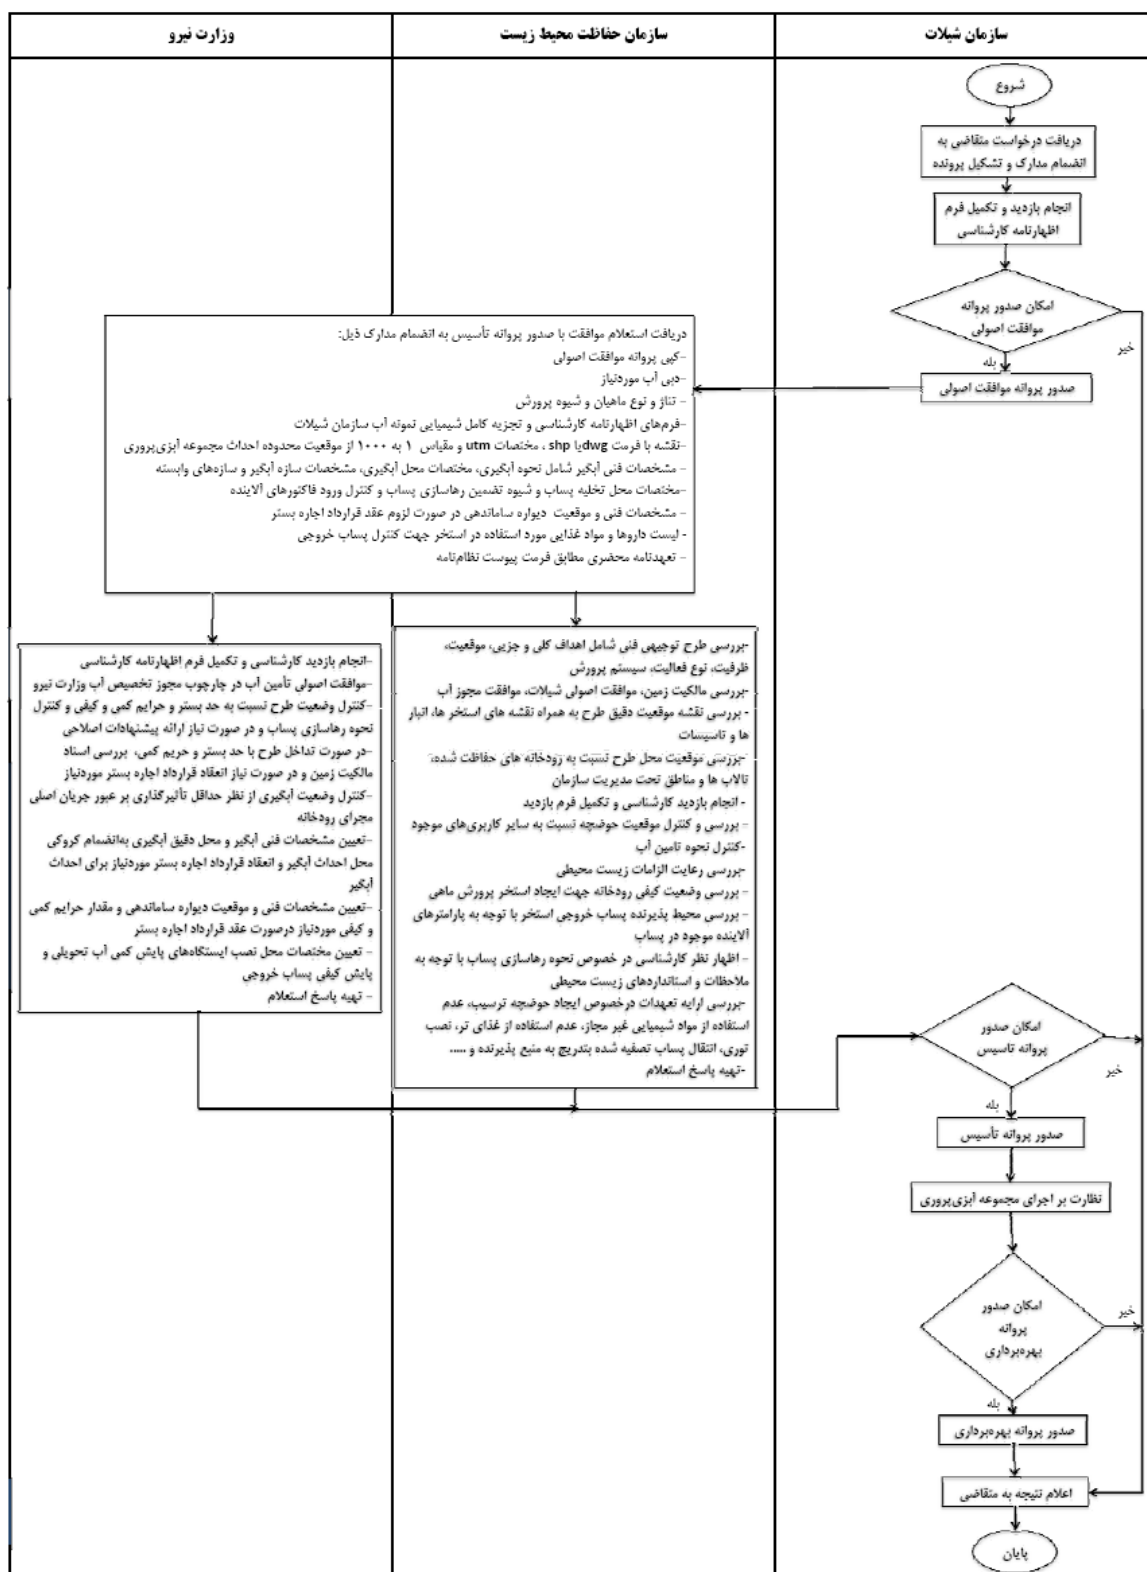 سازمان شیلات
سازمان حفاظت محیط زیست
وزارت نیرو
شروع
دریافت درخواست متقاضی به
انضمام مدارک و تشکیل پرونده
انجام بازدید و تکمیل فرم
اظهارنامه کارشناسی
امکان صدور پروانه
موافقت اصولی
خیر
بله
صدور پروانه موافقت اصولی
دریافت استعلام موافقت با صدور پروانه تأسیس به انضمام مدارک ذیل:
-کپی پروانه موافقت اصولی
-دبی آب موردنیاز
- تناژ و نوع ماهیان و شیوه پرورش
-فرم‌های اظهارنامه کارشناسی و تجزیه کامل شیمیایی نمونه آب سازمان شیلات
-نقشه با فرمت dwgیا shp ، مختصات utm و مقیاس ۱ به ۱۰۰۰ از موقعیت محدوده احداث مجموعه آبزی‌پروری
- مشخصات فنی آبگیر شامل نحوه آبگیری، مختصات محل آبگیری، مشخصات سازه آبگیر و سازه‌های وابسته
-مختصات محل تخلیه پساب و شیوه تضمین رهاسازی پساب و کنترل ورود فاکتورهای آلاینده
- مشخصات فنی و موقعیت دیواره ساماندهی در صورت لزوم عقد قرارداد اجاره بستر
- لیست داروها و مواد غذایی مورد استفاده در استخر جهت کنترل پساب خروجی
- تعهدنامه محضری مطابق فرمت پیوست نظام‌نامه
-بررسی طرح توجیهی فنی شامل اهداف کلی و جزیی، موقعیت،
ظرفیت، نوع فعالیت، سیستم پرورش
-بررسی مالکیت زمین، موافقت اصولی شیلات، موافقت مجوز آب
- بررسی نقشه موقعیت دقیق طرح به همراه نقشه های استخر ها، انبار
ها و تاسیسات
-بررسی موقعیت محل طرح نسبت به رودخانه های حفاظت شده،
تالاب ها و مناطق تحت مدیریت سازمان
- انجام بازدید کارشناسی و تکمیل فرم بازدید
- بررسی و کنترل موقعیت حوضچه نسبت به سایر کاربری‌های موجود
-کنترل نحوه تامین آب
-بررسی رعایت الزامات زیست محیطی
- بررسی وضعیت کیفی رودخانه جهت ایجاد استخر پرورش ماهی
- بررسی محیط پذیرنده پساب خروجی استخر با توجه به پارامترهای
آلاینده موجود در پساب
- اظهار نظر کارشناسی در خصوص نحوه رهاسازی پساب با توجه به
ملاحظات و استانداردهای زیست محیطی
-بررسی ارایه تعهدات درخصوص ایجاد حوضچه ترسیب، عدم
استفاده از مواد شیمیایی غیر مجاز، عدم استفاده از غذای تر، نصب
توری، انتقال پساب تصفیه شده بتدریج به منبع پذیرنده و .....
-تهیه پاسخ استعلام
-انجام بازدید کارشناسی و تکمیل فرم اظهارنامه کارشناسی
-موافقت اصولی تأمین آب در چارچوب مجوز تخصیص آب وزارت نیرو
-کنترل وضعیت طرح نسبت به حد بستر و حرایم کمی و کیفی و کنترل
نحوه رهاسازی پساب و در صورت نیاز ارائه پیشنهادات اصلاحی
-در صورت تداخل طرح با حد بستر و حریم کمی، بررسی اسناد
مالکیت زمین و در صورت نیاز انعقاد قرارداد اجاره بستر موردنیاز
-کنترل وضعیت آبگیری از نظر حداقل تأثیرگذاری بر عبور جریان اصلی
مجرای رودخانه
-تعیین مشخصات فنی آبگیر و محل دقیق آبگیری به‌انضمام کروکی
محل احداث آبگیر و انعقاد قرارداد اجاره بستر موردنیاز برای احداث
آبگیر
-تعیین مشخصات فنی و موقعیت دیواره ساماندهی و مقدار حرایم کمی
و کیفی موردنیاز درصورت عقد قرارداد اجاره بستر
- تعیین مختصات محل نصب ایستگاه‌های پایش کمی آب تحویلی و
پایش کیفی پساب خروجی
- تهیه پاسخ استعلام
امکان صدور
پروانه تاسیس
خیر
بله
صدور پروانه تأسیس
نظارت بر اجرای مجموعه آبزی‌پروری
امکان صدور
پروانه
بهره‌برداری
خیر
بله
صدور پروانه بهره‌برداری
اعلام نتیجه به متقاضی
پایان